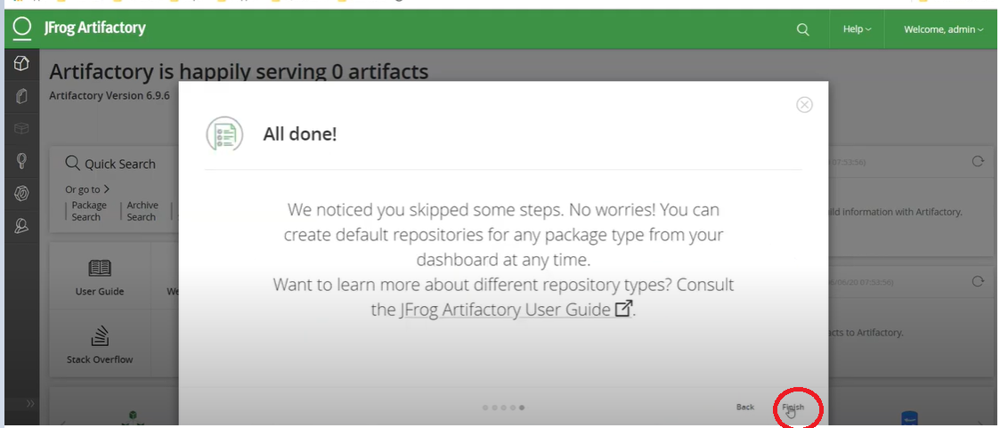 JFrog Artifactory
Help
Welcome, admin
Artifactory is happily serving 0 artifacts
Artifactory Version 6.9.6
All done!
Quick Search
07:53:56)
Or go to
Package Search
Archive Search
ild information with Artifactory.
We noticed you skipped some steps. No worries! You can
create default repositories for any package type from your
dashboard at any time.
Want to learn more about different repository types? Consult
the JFrog Artifactory User Guide.
User Guide
We
/06/20 07:53:56)
acts to Artifactory.
Stack Overflow
Back
Finish